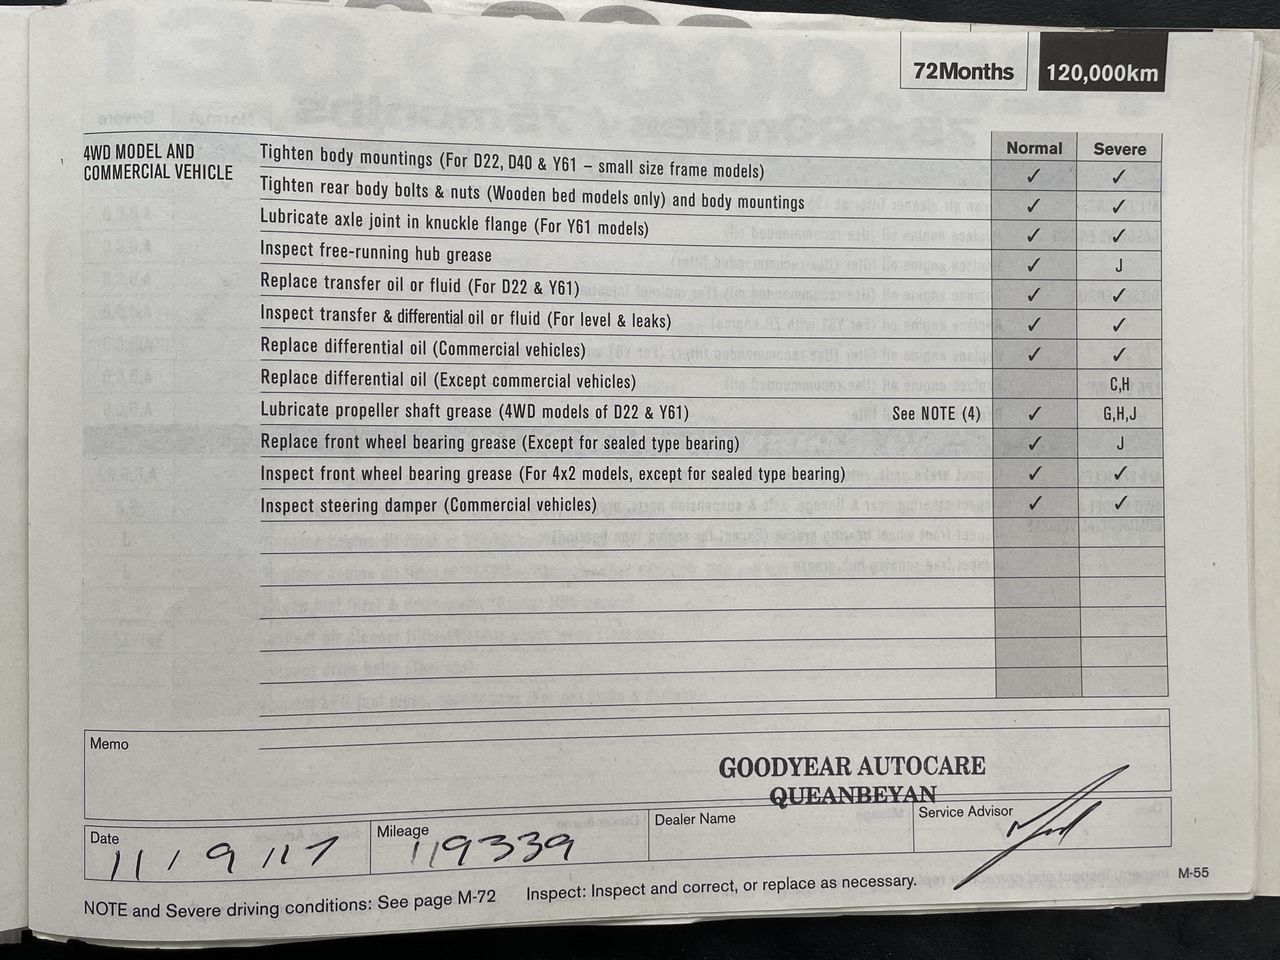 72Months 120,000km
Normal Severe
4WD MODEL AND
COMMERCIAL VEHICLE
Tighten body mountings (For D22, D40 & Y61 – small size frame models) ✓ ✓
Tighten rear body bolts & nuts (Wooden bed models only) and body mountings ✓ ✓
Lubricate axle joint in knuckle flange (For Y61 models) ✓ ✓
Inspect free-running hub grease ✓ J
Replace transfer oil or fluid (For D22 & Y61) ✓ ✓
Inspect transfer & differential oil or fluid (For level & leaks) ✓ ✓
Replace differential oil (Commercial vehicles) ✓ ✓
Replace differential oil (Except commercial vehicles) C,H
Lubricate propeller shaft grease (4WD models of D22 & Y61) See NOTE (4) ✓ G,H,J
Replace front wheel bearing grease (Except for sealed type bearing) ✓ J
Inspect front wheel bearing grease (For 4x2 models, except for sealed type bearing) ✓ ✓
Inspect steering damper (Commercial vehicles) ✓ ✓
Memo
GOODYEAR AUTOCARE
QUEANBEYAN
Date 11/9/17 Mileage 119339 Dealer Name Service Advisor
NOTE and Severe driving conditions: See page M-72 Inspect: Inspect and correct, or replace as necessary.
M-55